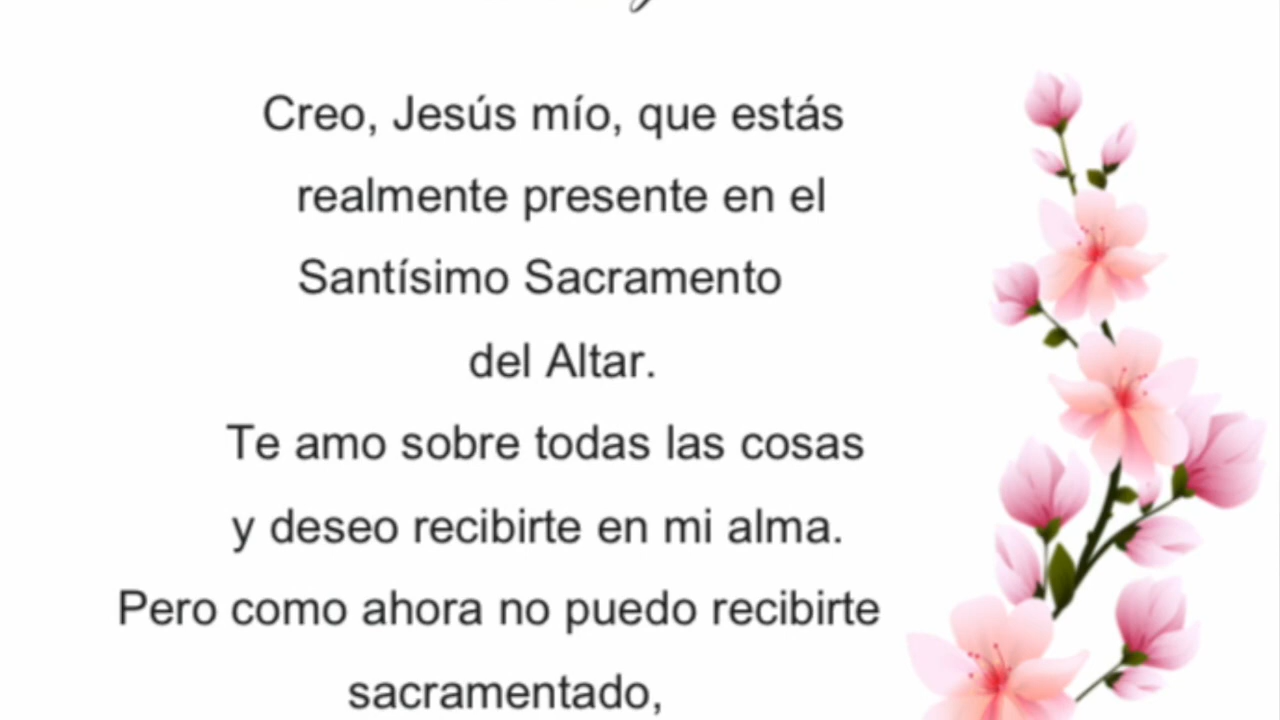 Creo, Jesús mío, que estás
realmente presente en el
Santísimo Sacramento
del Altar.
Te amo sobre todas las cosas
y deseo recibirte en mi alma.
Pero como ahora no puedo recibirte
sacramentado,